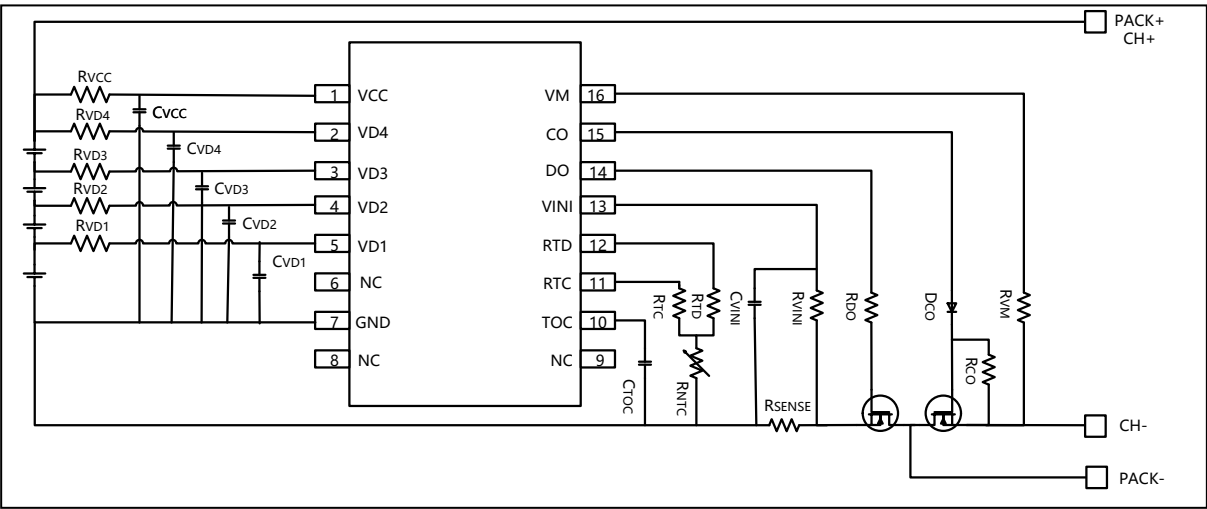 PACK+
CH+
RVCC
CVCC
1 VCC
VM 16
RVD4
CVD4
2 VD4
CO 15
RVD3
CVD3
3 VD3
DO 14
RVD2
CVD2
4 VD2
VINI 13
RVD1
CVD1
5 VD1
RTD 12
6 NC
RTC 11
7 GND
TOC 10
8 NC
NC 9
RTC
RTD
CVINI
RVINI
RDO
DCO
RVM
CTOC
RNTC
RCO
RSENSE
CH-
PACK-